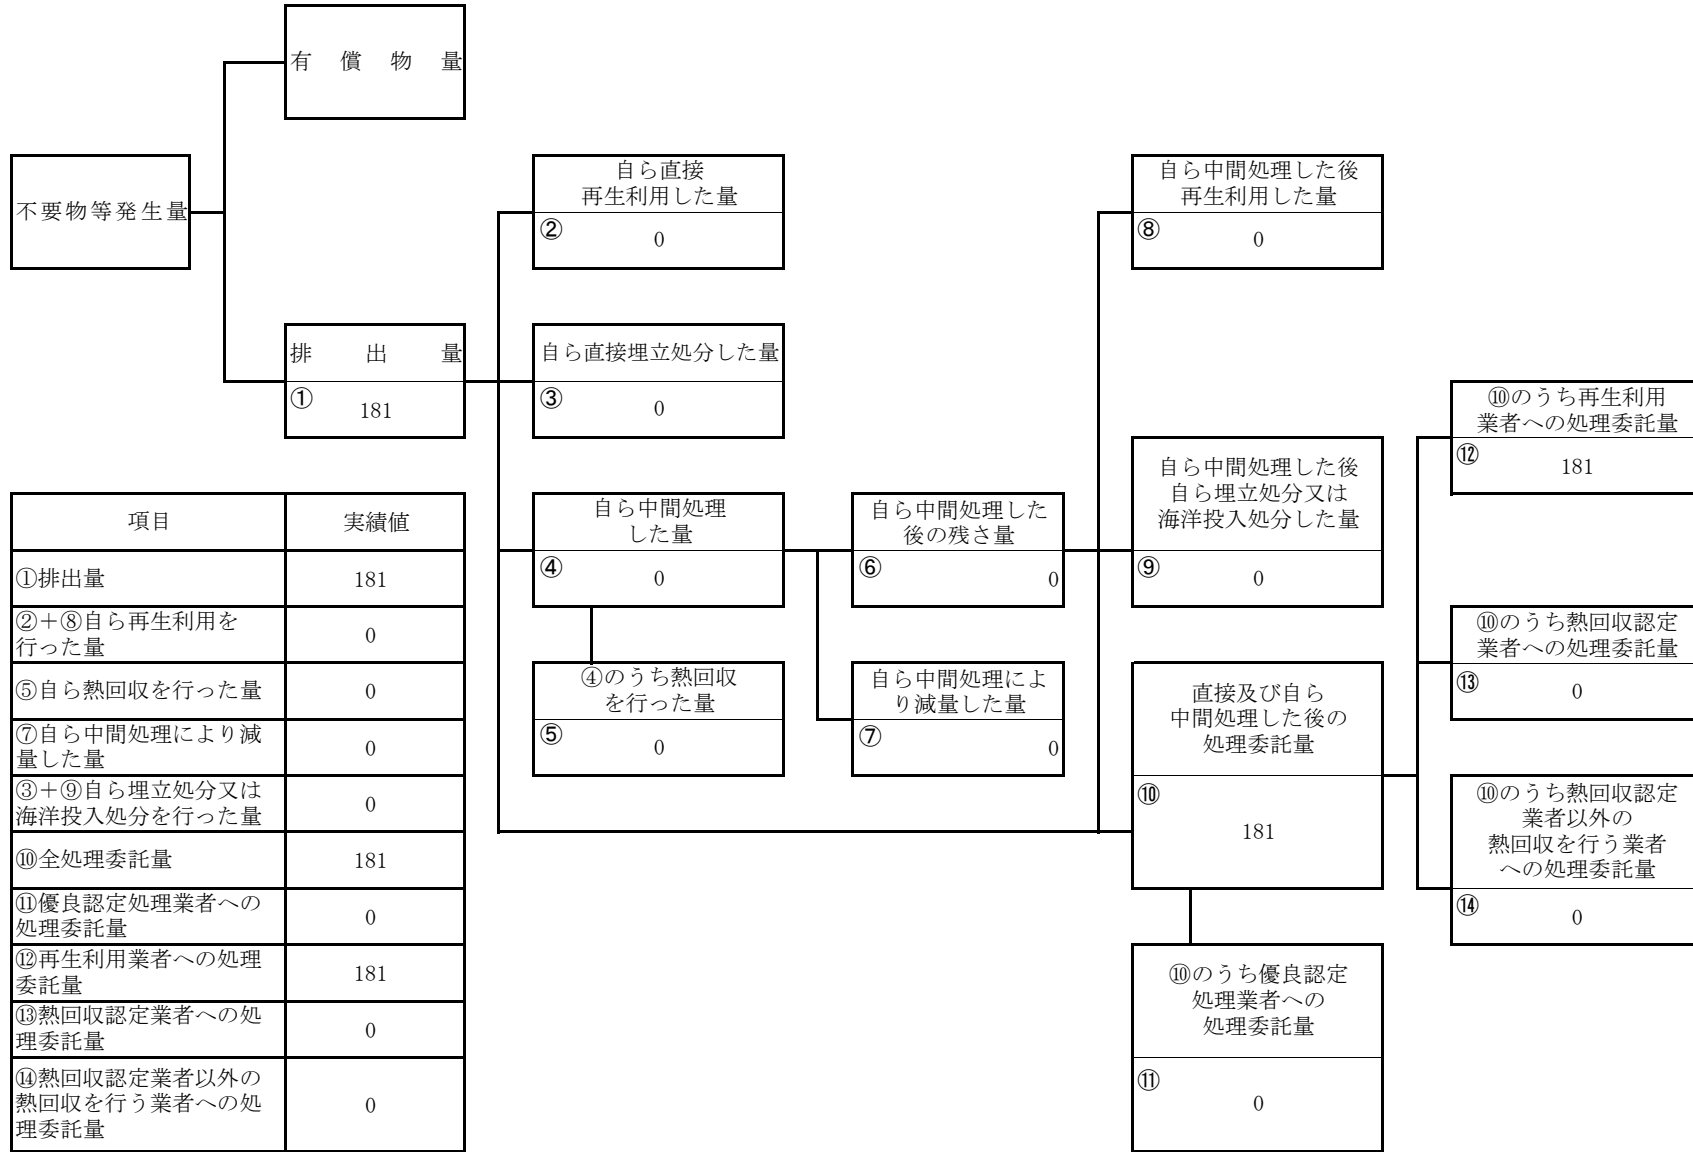 有償物量
不要物等発生量
自ら直接
再生利用した量
②
0
自ら中間処理した後
再生利用した量
⑧
0
排出量
①
181
自ら直接埋立処分した量
③
0
⑩のうち再生利用
業者への処理委託量
⑫
181
自ら中間処理
した量
④
0
自ら中間処理した
後の残さ量
⑥
0
自ら中間処理した後
自ら埋立処分又は
海洋投入処分した量
⑨
0
⑩のうち熱回収認定
業者への処理委託量
⑬
0
④のうち熱回収
を行った量
⑤
0
自ら中間処理によ
り減量した量
⑦
0
直接及び自ら
中間処理した後の
処理委託量
⑩
181
⑩のうち熱回収認定
業者以外の
熱回収を行う業者
への処理委託量
⑭
0
⑩のうち優良認定
処理業者への
処理委託量
⑪
0
項目 実績値
①排出量 181
②+⑧自ら再生利用を
行った量 0
⑤自ら熱回収を行った量 0
⑦自ら中間処理により減
量した量 0
③+⑨自ら埋立処分又は
海洋投入処分を行った量 0
⑩全処理委託量 181
⑪優良認定処理業者への
処理委託量 0
⑫再生利用業者への処理
委託量 181
⑬熱回収認定業者への処
理委託量 0
⑭熱回収認定業者以外の
熱回収を行う業者への処
理委託量 0